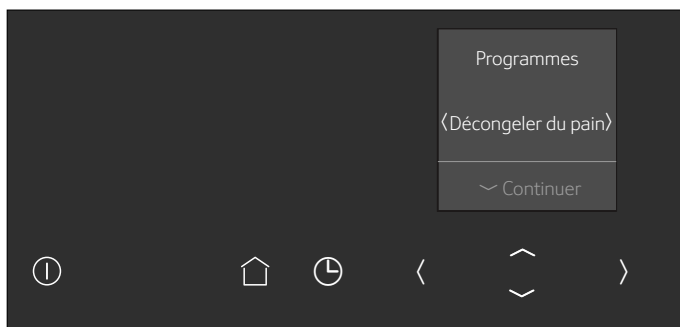 Programmes
〈Décongeler du pain〉
﹀ Continuer